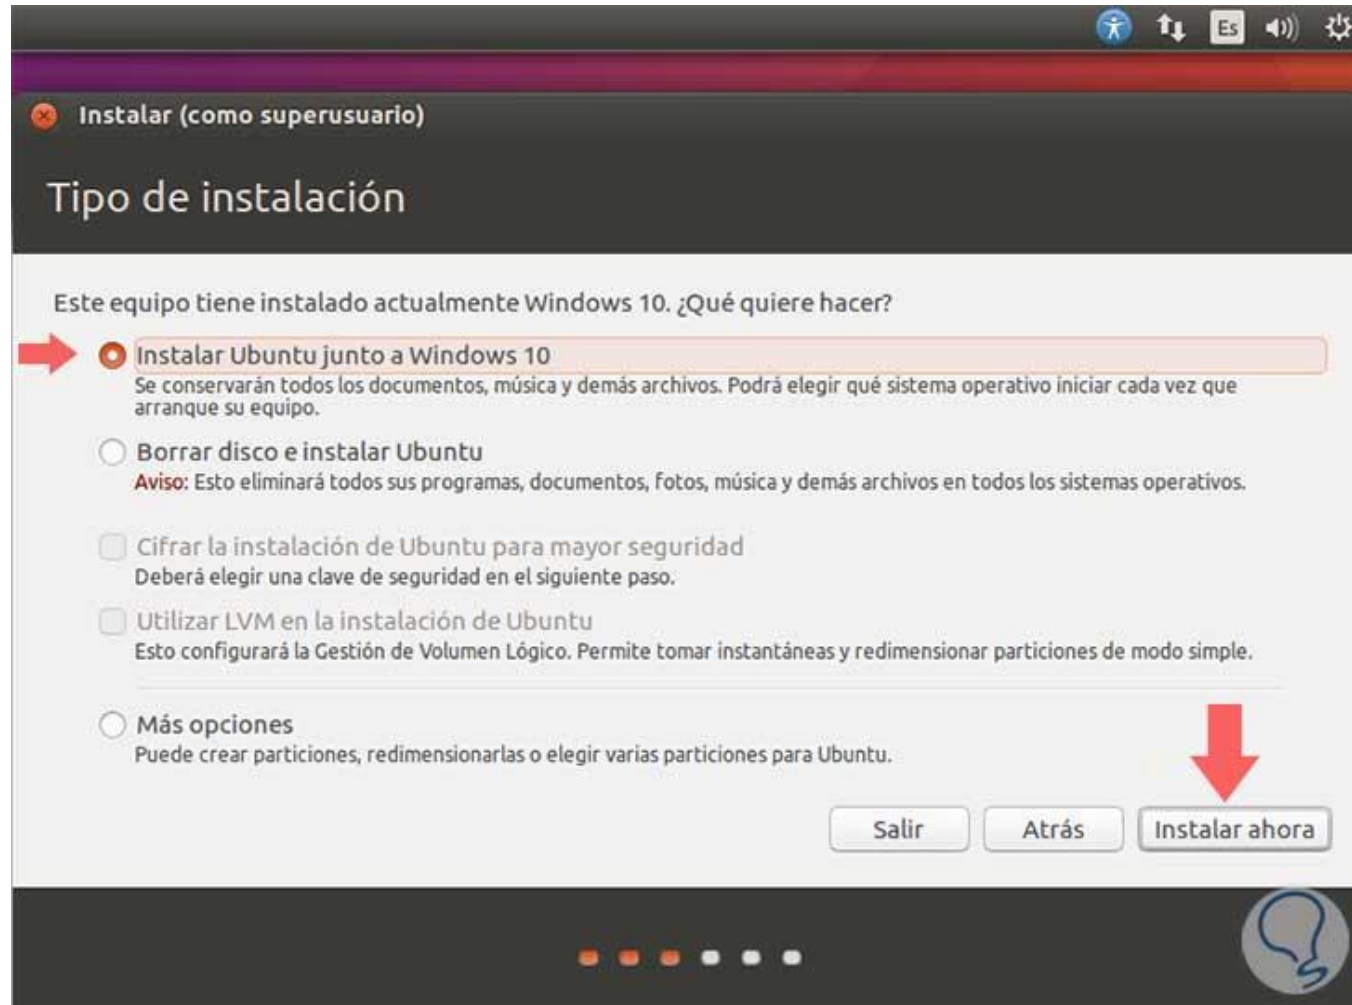 Es
Instalar (como superusuario)
Tipo de instalación
Este equipo tiene instalado actualmente Windows 10. ¿Qué quiere hacer?
Instalar Ubuntu junto a Windows 10
Se conservarán todos los documentos, música y demás archivos. Podrá elegir qué sistema operativo iniciar cada vez que
arranque su equipo.
Borrar disco e instalar Ubuntu
Aviso: Esto eliminará todos sus programas, documentos, fotos, música y demás archivos en todos los sistemas operativos.
Cifrar la instalación de Ubuntu para mayor seguridad
Deberá elegir una clave de seguridad en el siguiente paso.
Utilizar LVM en la instalación de Ubuntu
Esto configurará la Gestión de Volumen Lógico. Permite tomar instantáneas y redimensionar particiones de modo simple.
Más opciones
Puede crear particiones, redimensionarlas o elegir varias particiones para Ubuntu.
Salir
Atrás
Instalar ahora